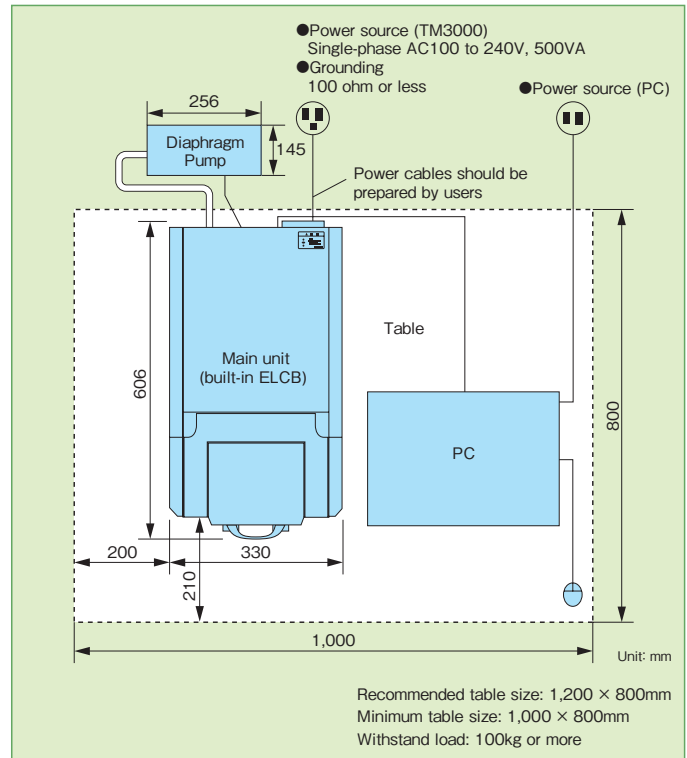 ●Power source (TM3000)
Single-phase AC100 to 240V, 500VA
●Grounding
100 ohm or less
●Power source (PC)
256
Diaphragm
Pump
145
Power cables should be
prepared by users
Table
Main unit
(built-in ELCB)
606
PC
800
200
330
210
1,000
Unit: mm
Recommended table size: 1,200 × 800mm
Minimum table size: 1,000 × 800mm
Withstand load: 100kg or more